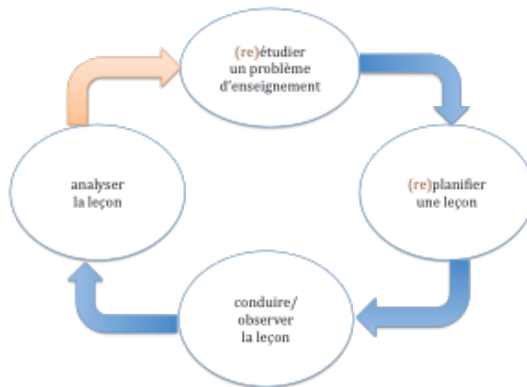 (re)étudier
un problème
d'enseignement
(re)planifier
une leçon
conduire/
observer
la leçon
analyser
la leçon